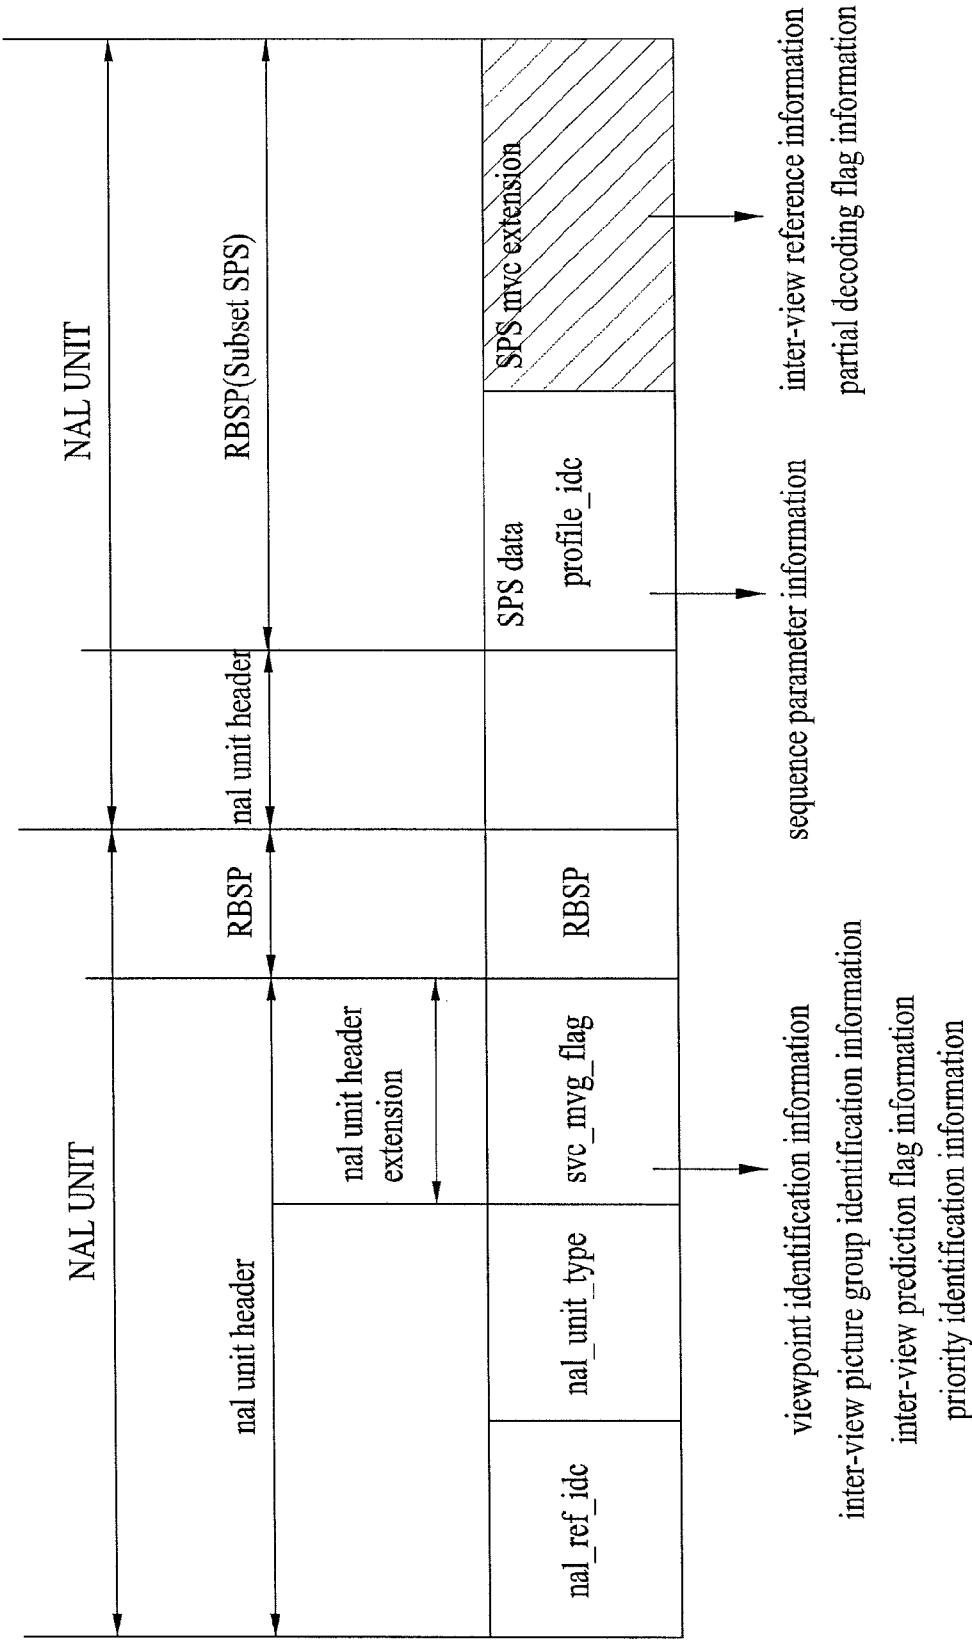 NAL UNIT
NAL UNIT
nal unit header
RBSP
nal unit header
RBSP(Subset SPS)
nal unit header
extension
nal_ref_idc
nal_unit_type
svc_mvg_flag
RBSP
SPS data
profile_idc
SPS mvc extension
viewpoint identification information
inter-view picture group identification information
inter-view prediction flag information
priority identification information
sequence parameter information
inter-view reference information
partial decoding flag information